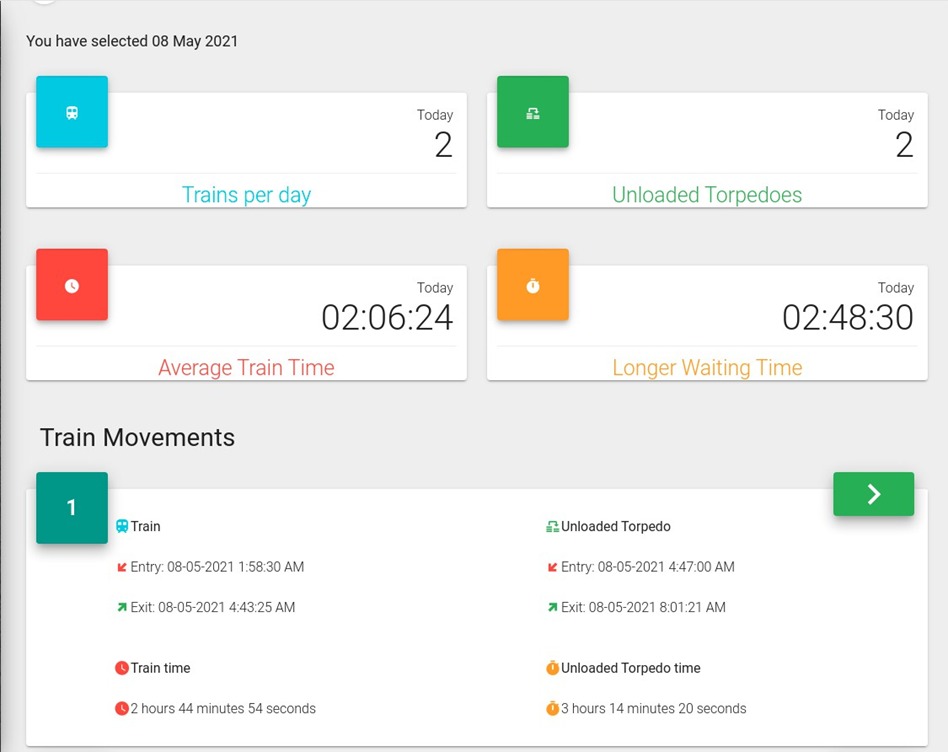 You have selected 08 May 2021
Today
2
Trains per day
Today
2
Unloaded Torpedoes
Today
02:06:24
Average Train Time
Today
02:48:30
Longer Waiting Time
Train Movements
1
Train
Entry: 08-05-2021 1:58:30 AM
Exit: 08-05-2021 4:43:25 AM
Train time
2 hours 44 minutes 54 seconds
Unloaded Torpedo
Entry: 08-05-2021 4:47:00 AM
Exit: 08-05-2021 8:01:21 AM
Unloaded Torpedo time
3 hours 14 minutes 20 seconds